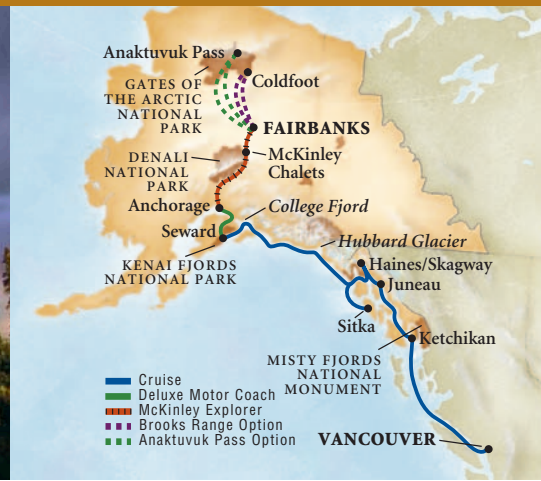 Anaktuvuk Pass
GATES OF
THE ARCTIC
NATIONAL
PARK
Coldfoot
FAIRBANKS
DENALI
NATIONAL
PARK
McKinley
Chalets
Anchorage
College Fjord
Seward
KENAI FJORDS
NATIONAL PARK
Hubbard Glacier
Haines/Skagway
Juneau
Sitka
Ketchikan
MISTY FJORDS
NATIONAL
MONUMENT
VANCOUVER
Cruise
Deluxe Motor Coach
McKinley Explorer
Brooks Range Option
Anaktuvuk Pass Option